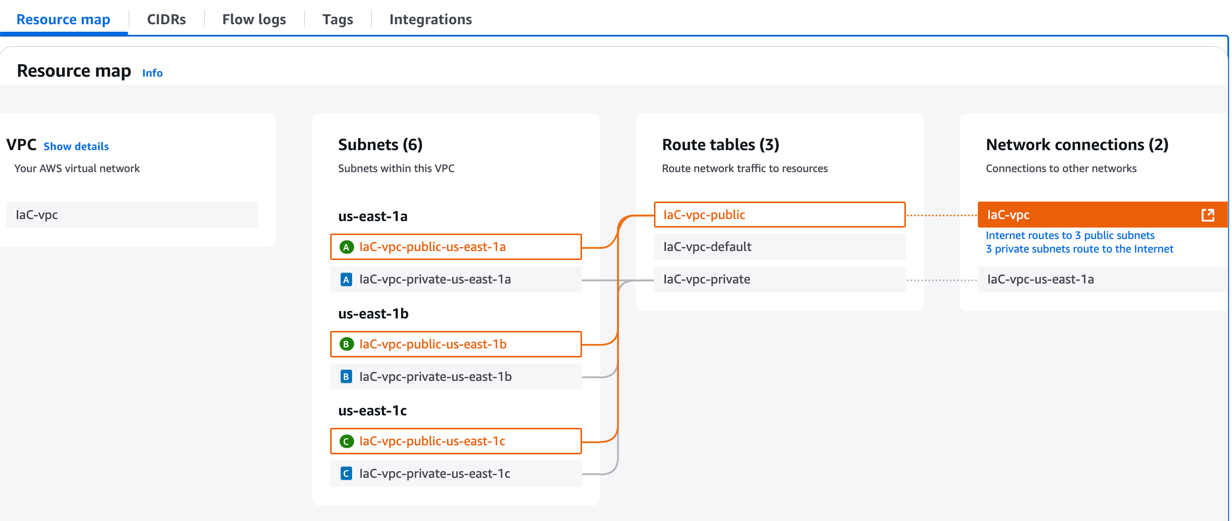 Resource map
CIDRs
Flow logs
Tags
Integrations
Resource map Info
VPC Show details
Your AWS virtual network
IaC-vpc
Subnets (6)
Subnets within this VPC
us-east-1a
A IaC-vpc-public-us-east-1a
A IaC-vpc-private-us-east-1a
us-east-1b
B IaC-vpc-public-us-east-1b
B IaC-vpc-private-us-east-1b
us-east-1c
C IaC-vpc-public-us-east-1c
C IaC-vpc-private-us-east-1c
Route tables (3)
Route network traffic to resources
IaC-vpc-public
IaC-vpc-default
IaC-vpc-private
Network connections (2)
Connections to other networks
IaC-vpc
Internet routes to 3 public subnets
3 private subnets route to the Internet
IaC-vpc-us-east-1a